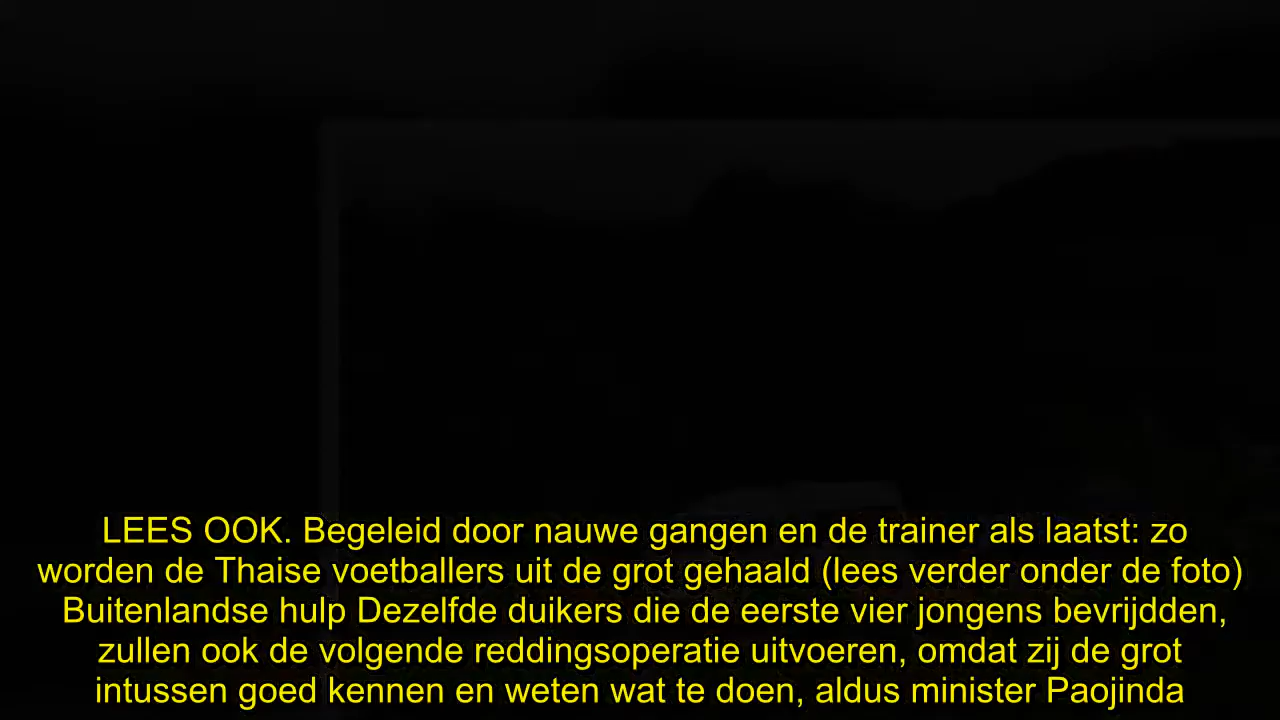 LEES OOK. Begeleid door nauwe gangen en de trainer als laatst: zo
worden de Thaise voetballers uit de grot gehaald (lees verder onder de foto)
Buitenlandse hulp Dezelfde duikers die de eerste vier jongens bevrijdden,
zullen ook de volgende reddingsoperatie uitvoeren, omdat zij de grot
intussen goed kennen en weten wat te doen, aldus minister Paojinda